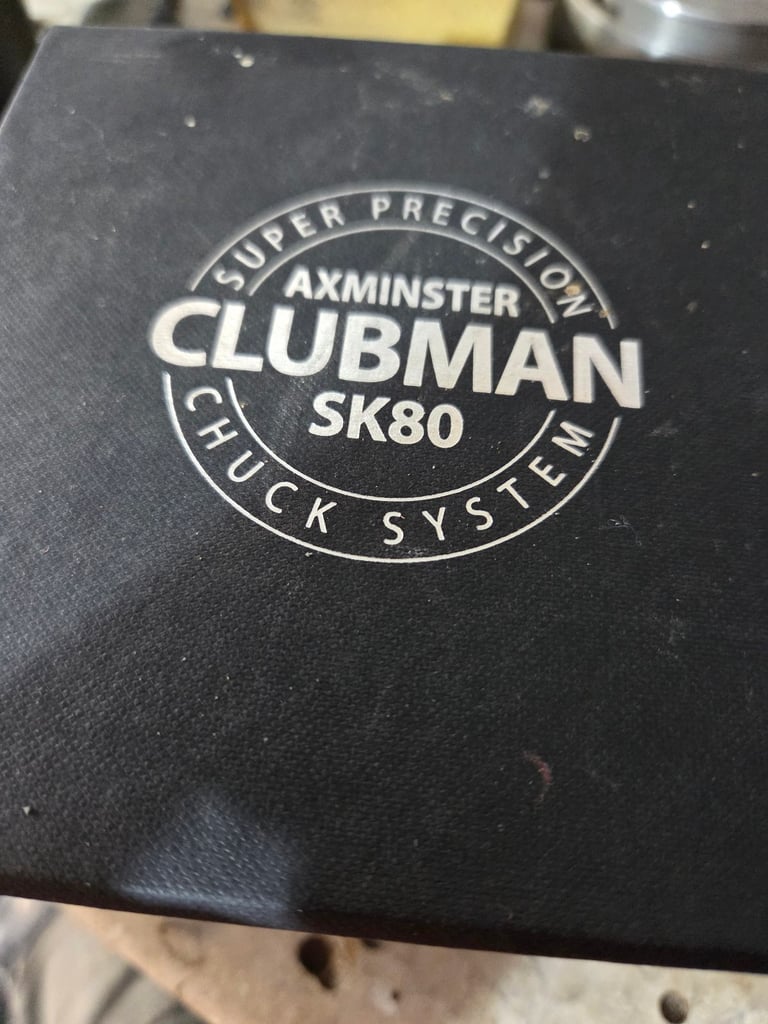 SUPER PRECISION
AXMINSTER
CLUBMAN
SK80
CHUCK SYSTEM